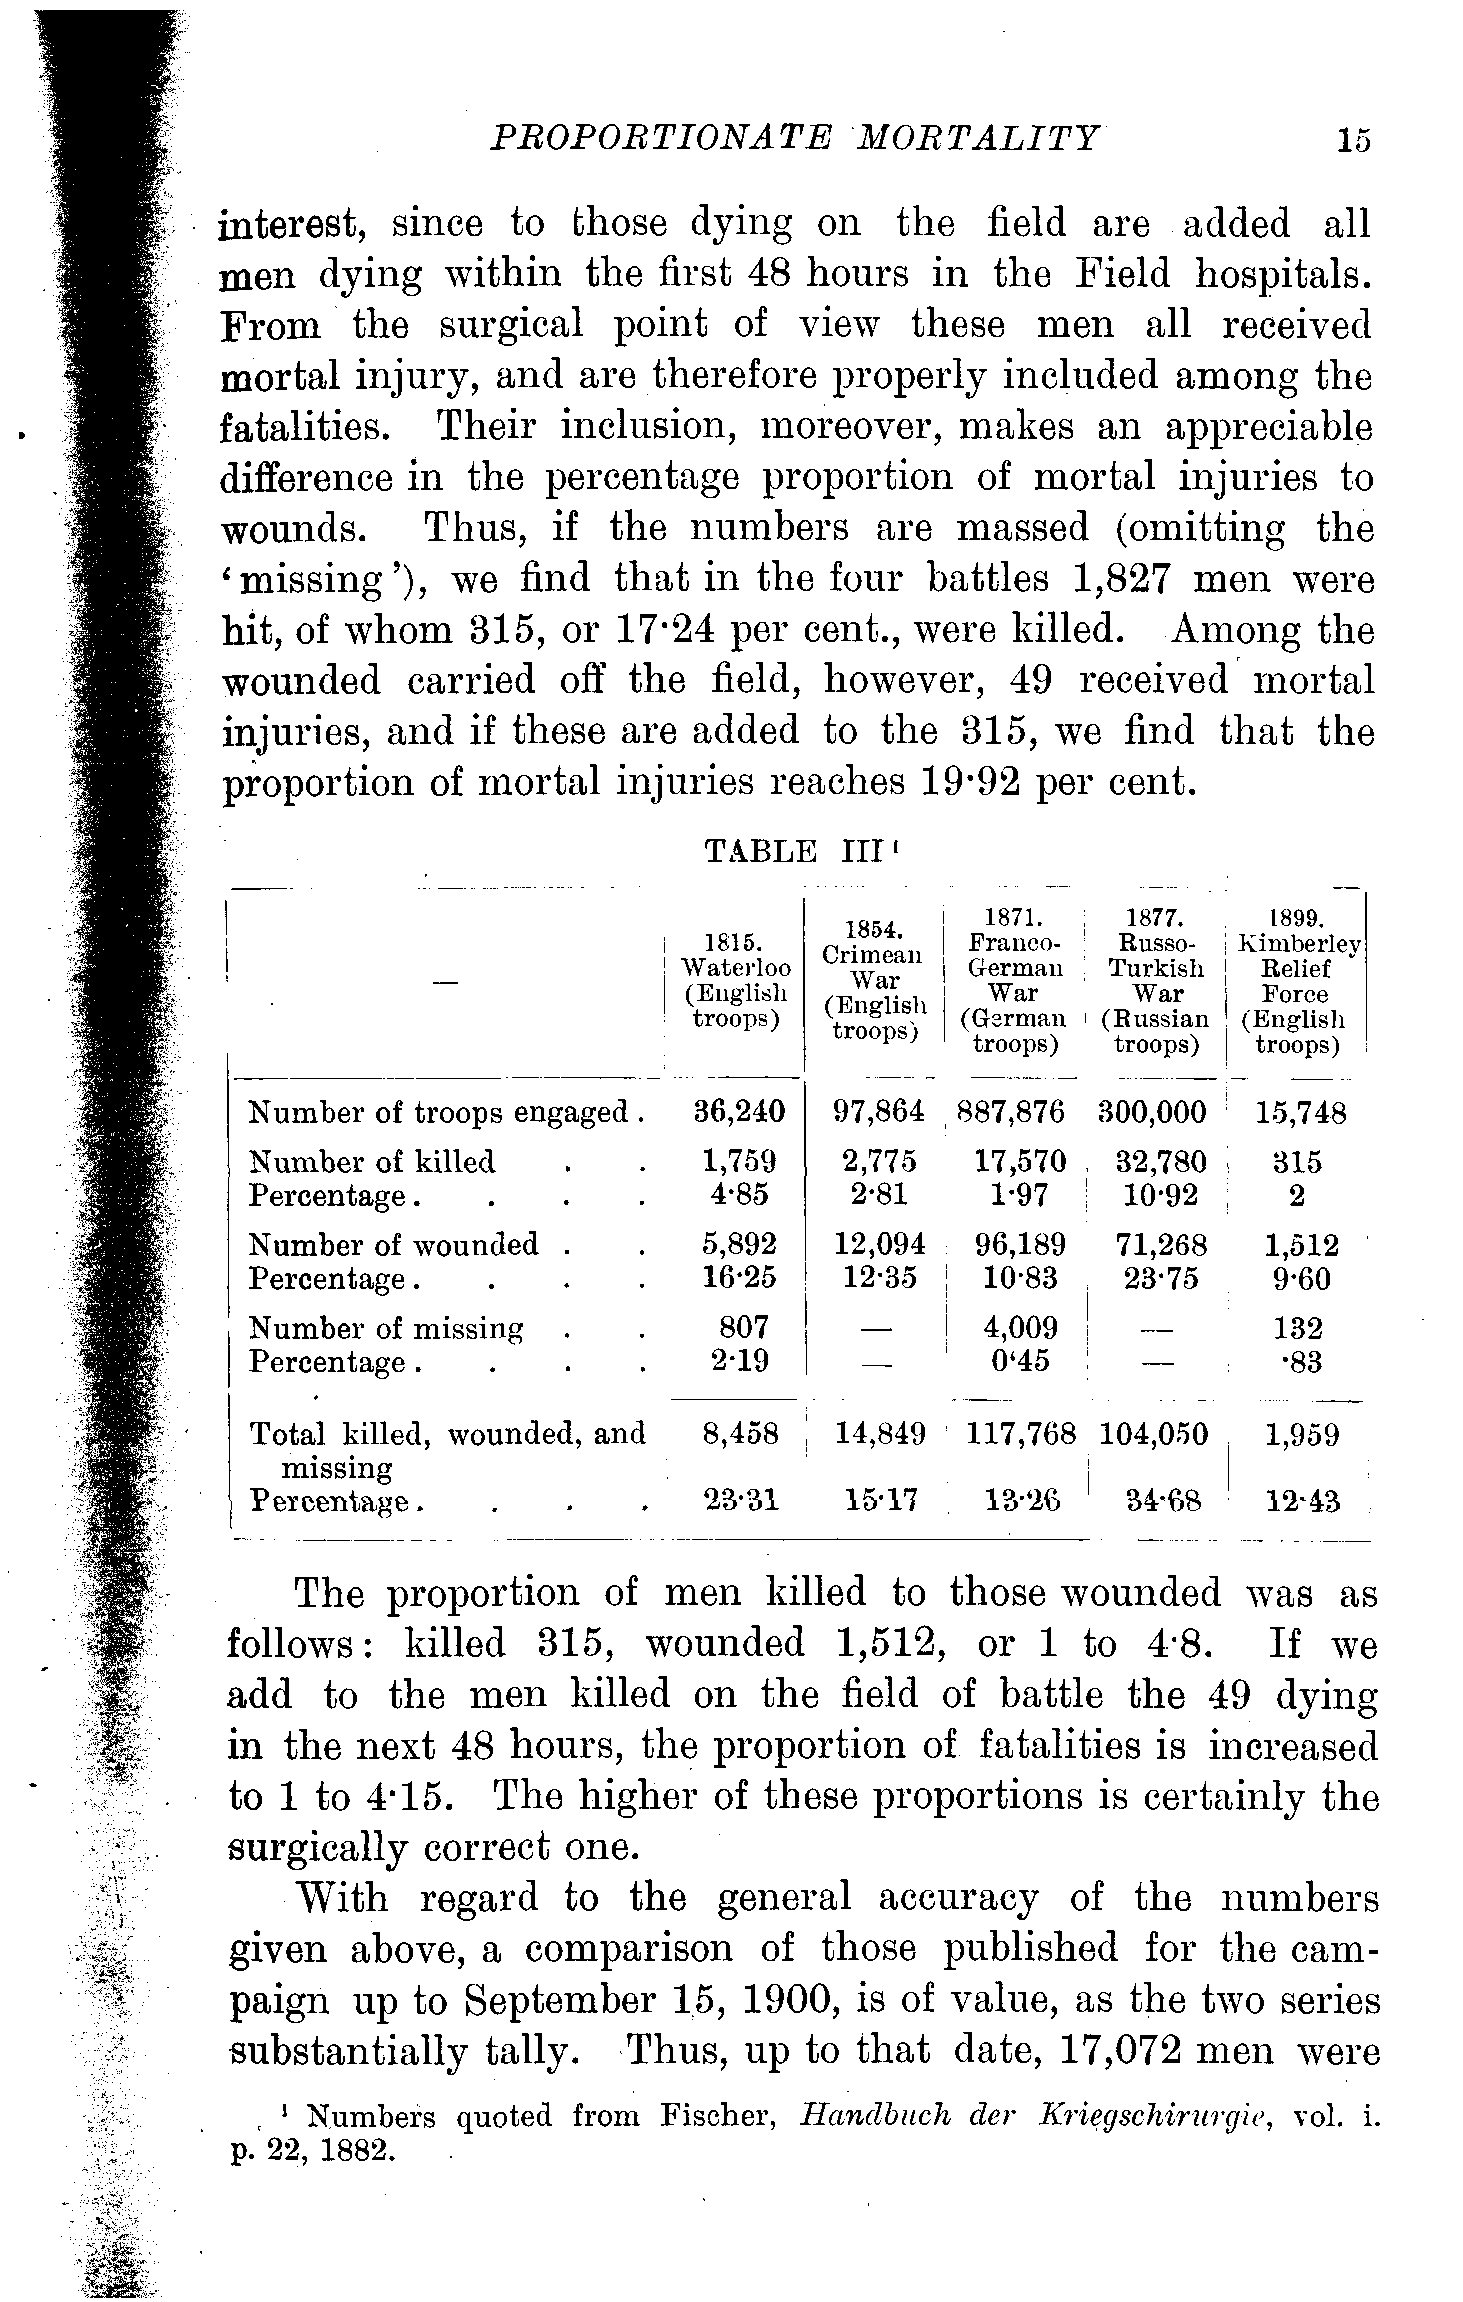 PROPORTIONATE MORTALITY 15
interest, since to those dying on the field are added all
men dying within the first 48 hours in the Field hospitals.
From the surgical point of view these men all received
mortal injury, and are therefore properly included among the
fatalities. Their inclusion, moreover, makes an appreciable
difference in the percentage proportion of mortal injuries to
wounds. Thus, if the numbers are massed (omitting the
‘missing’), we find that in the four battles 1,827 men were
hit, of whom 315, or 17·24 per cent., were killed. Among the
wounded carried off the field, however, 49 received mortal
injuries, and if these are added to the 315, we find that the
proportion of mortal injuries reaches 19·92 per cent.
TABLE III¹
— 1815. Waterloo (English troops) 1854. Crimean War (English troops) 1871. Franco-German War (German troops) 1877. Russo-Turkish War (Russian troops) 1899. Kimberley Relief Force (English troops)
Number of troops engaged . 36,240 97,864 887,876 300,000 15,748
Number of killed . . 1,759 2,775 17,570 32,780 315
Percentage . . . . 4·85 2·81 1·97 10·92 2
Number of wounded . . 5,892 12,094 96,189 71,268 1,512
Percentage . . . . 16·25 12·35 10·83 23·75 9·60
Number of missing . . 807 — 4,009 — 132
Percentage . . . . 2·19 — 0·45 — ·83
Total killed, wounded, and 8,458 14,849 117,768 104,050 1,959
missing
Percentage . . . . 23·31 15·17 13·26 34·68 12·43
The proportion of men killed to those wounded was as
follows: killed 315, wounded 1,512, or 1 to 4·8. If we
add to the men killed on the field of battle the 49 dying
in the next 48 hours, the proportion of fatalities is increased
to 1 to 4·15. The higher of these proportions is certainly the
surgically correct one.
With regard to the general accuracy of the numbers
given above, a comparison of those published for the cam-
paign up to September 15, 1900, is of value, as the two series
substantially tally. Thus, up to that date, 17,072 men were
¹ Numbers quoted from Fischer, Handbuch der Kriegschirurgie, vol. i.
p. 22, 1882.